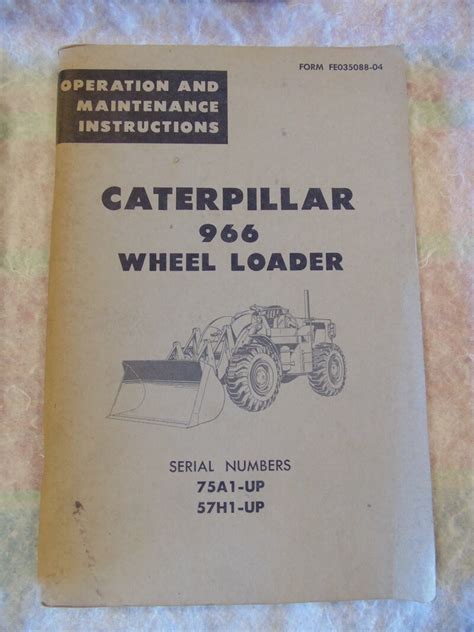 FORM FE035088-04
OPERATION AND
MAINTENANCE
INSTRUCTIONS
CATERPILLAR
966
WHEEL LOADER
SERIAL NUMBERS
75A1-UP
57H1-UP